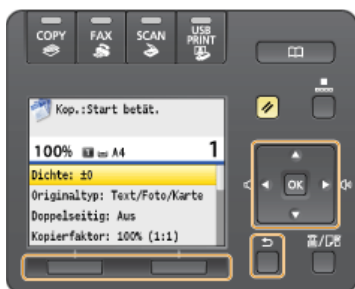 COPY FAX SCAN USB PRINT
Kop.:Start betät.
100% A4 1
Dichte: ±0
Originaltyp: Text/Foto/Karte
Doppelseitig: Aus
Kopierfaktor: 100% (1:1)
OK